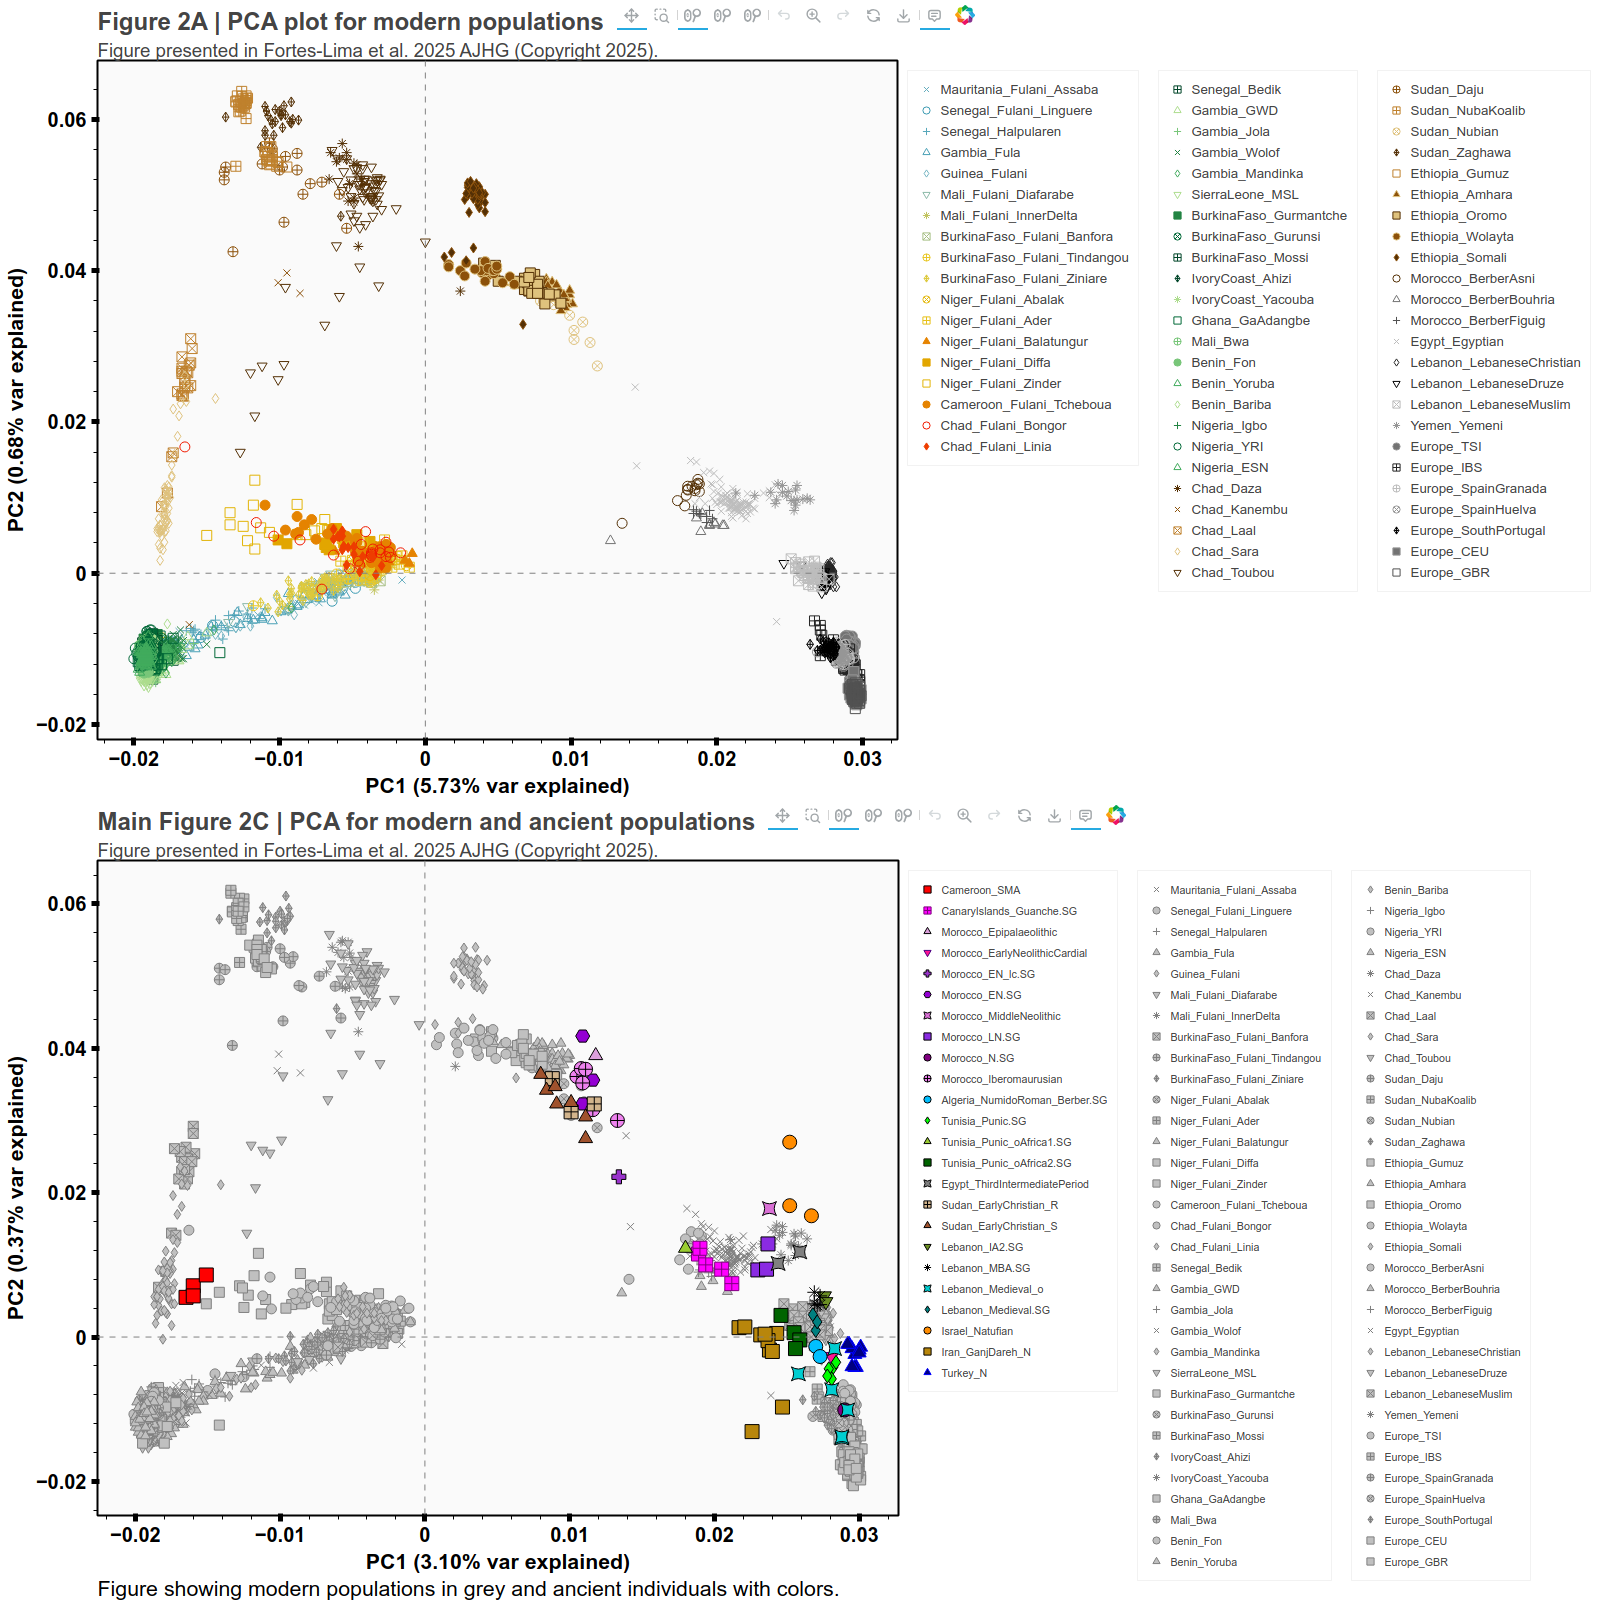 Figure 2A | PCA plot for modern populations
Figure presented in Fortes-Lima et al. 2025 AJHG (Copyright 2025).
PC2 (0.68% var explained)
0.06
0.04
0.02
0
−0.02
−0.02
−0.01
0
0.01
0.02
0.03
PC1 (5.73% var explained)
Mauritania_Fulani_Assaba
Senegal_Fulani_Linguere
Senegal_Halpularen
Gambia_Fula
Guinea_Fulani
Mali_Fulani_Diafarabe
Mali_Fulani_InnerDelta
BurkinaFaso_Fulani_Banfora
BurkinaFaso_Fulani_Tindangou
BurkinaFaso_Fulani_Ziniare
Niger_Fulani_Abalak
Niger_Fulani_Ader
Niger_Fulani_Balatungur
Niger_Fulani_Diffa
Niger_Fulani_Zinder
Cameroon_Fulani_Tcheboua
Chad_Fulani_Bongor
Chad_Fulani_Linia
Senegal_Bedik
Gambia_GWD
Gambia_Jola
Gambia_Wolof
Gambia_Mandinka
SierraLeone_MSL
BurkinaFaso_Gurmantche
BurkinaFaso_Gurunsi
BurkinaFaso_Mossi
IvoryCoast_Ahizi
IvoryCoast_Yacouba
Ghana_GaAdangbe
Mali_Bwa
Benin_Fon
Benin_Yoruba
Benin_Bariba
Nigeria_Igbo
Nigeria_YRI
Nigeria_ESN
Chad_Daza
Chad_Kanembu
Chad_Laal
Chad_Sara
Chad_Toubou
Sudan_Daju
Sudan_NubaKoalib
Sudan_Nubian
Sudan_Zaghawa
Ethiopia_Gumuz
Ethiopia_Amhara
Ethiopia_Oromo
Ethiopia_Wolayta
Ethiopia_Somali
Morocco_BerberAsni
Morocco_BerberBouhria
Morocco_BerberFiguig
Egypt_Egyptian
Lebanon_LebaneseChristian
Lebanon_LebaneseDruze
Lebanon_LebaneseMuslim
Yemen_Yemeni
Europe_TSI
Europe_IBS
Europe_SpainGranada
Europe_SpainHuelva
Europe_SouthPortugal
Europe_CEU
Europe_GBR
Main Figure 2C | PCA for modern and ancient populations
Figure presented in Fortes-Lima et al. 2025 AJHG (Copyright 2025).
PC2 (0.37% var explained)
0.06
0.04
0.02
0
−0.02
−0.02
−0.01
0
0.01
0.02
0.03
PC1 (3.10% var explained)
Figure showing modern populations in grey and ancient individuals with colors.
Cameroon_SMA
CanaryIslands_Guanche.SG
Morocco_Epipalaeolithic
Morocco_EarlyNeolithicCardial
Morocco_EN_lc.SG
Morocco_EN.SG
Morocco_MiddleNeolithic
Morocco_LN.SG
Morocco_N.SG
Morocco_Iberomaurusian
Algeria_NumidoRoman_Berber.SG
Tunisia_Punic.SG
Tunisia_Punic_oAfrica1.SG
Tunisia_Punic_oAfrica2.SG
Egypt_ThirdIntermediatePeriod
Sudan_EarlyChristian_R
Sudan_EarlyChristian_S
Lebanon_IA2.SG
Lebanon_MBA.SG
Lebanon_Medieval_o
Lebanon_Medieval.SG
Israel_Natufian
Iran_GanjDareh_N
Turkey_N
Mauritania_Fulani_Assaba
Senegal_Fulani_Linguere
Senegal_Halpularen
Gambia_Fula
Guinea_Fulani
Mali_Fulani_Diafarabe
Mali_Fulani_InnerDelta
BurkinaFaso_Fulani_Banfora
BurkinaFaso_Fulani_Tindangou
BurkinaFaso_Fulani_Ziniare
Niger_Fulani_Abalak
Niger_Fulani_Ader
Niger_Fulani_Balatungur
Niger_Fulani_Diffa
Niger_Fulani_Zinder
Cameroon_Fulani_Tcheboua
Chad_Fulani_Bongor
Chad_Fulani_Linia
Senegal_Bedik
Gambia_GWD
Gambia_Jola
Gambia_Wolof
Gambia_Mandinka
SierraLeone_MSL
BurkinaFaso_Gurmantche
BurkinaFaso_Gurunsi
BurkinaFaso_Mossi
IvoryCoast_Ahizi
IvoryCoast_Yacouba
Ghana_GaAdangbe
Mali_Bwa
Benin_Fon
Benin_Yoruba
Benin_Bariba
Nigeria_Igbo
Nigeria_YRI
Nigeria_ESN
Chad_Daza
Chad_Kanembu
Chad_Laal
Chad_Sara
Chad_Toubou
Sudan_Daju
Sudan_NubaKoalib
Sudan_Nubian
Sudan_Zaghawa
Ethiopia_Gumuz
Ethiopia_Amhara
Ethiopia_Oromo
Ethiopia_Wolayta
Ethiopia_Somali
Morocco_BerberAsni
Morocco_BerberBouhria
Morocco_BerberFiguig
Egypt_Egyptian
Lebanon_LebaneseChristian
Lebanon_LebaneseDruze
Lebanon_LebaneseMuslim
Yemen_Yemeni
Europe_TSI
Europe_IBS
Europe_SpainGranada
Europe_SpainHuelva
Europe_SouthPortugal
Europe_CEU
Europe_GBR